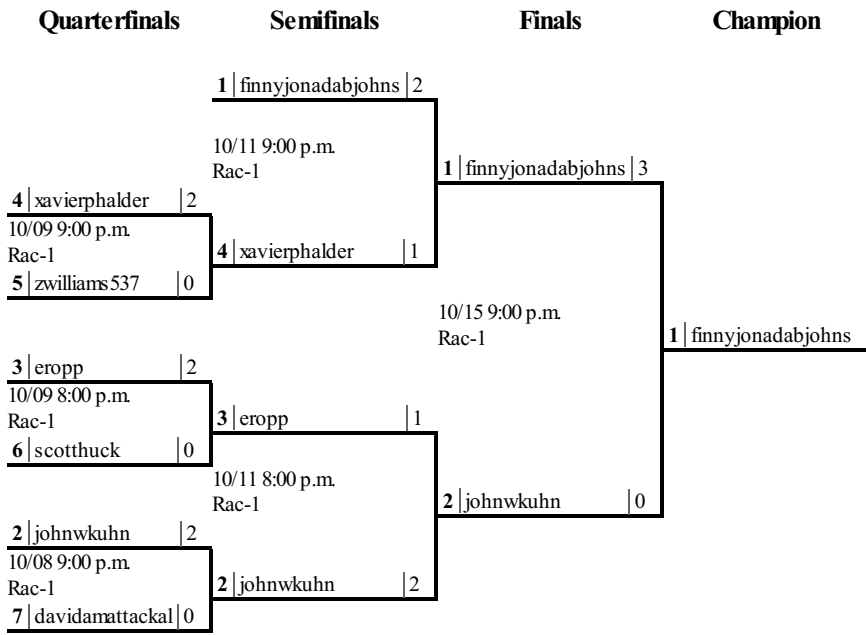 Quarterfinals Semifinals Finals Champion
1 finnyjonadabjohns 2
10/11 9:00 p.m.
Rac-1
1 finnyjonadabjohns 3
4 xavierphalder 2
10/09 9:00 p.m.
Rac-1
4 xavierphalder 1
5 zwilliams537 0
10/15 9:00 p.m.
Rac-1
1 finnyjonadabjohns
3 eropp 2
10/09 8:00 p.m.
Rac-1
3 eropp 1
6 scotthuck 0
10/11 8:00 p.m.
Rac-1
2 johnwkuhn 0
2 johnwkuhn 2
10/08 9:00 p.m.
Rac-1
2 johnwkuhn 2
7 davidamattackal 0